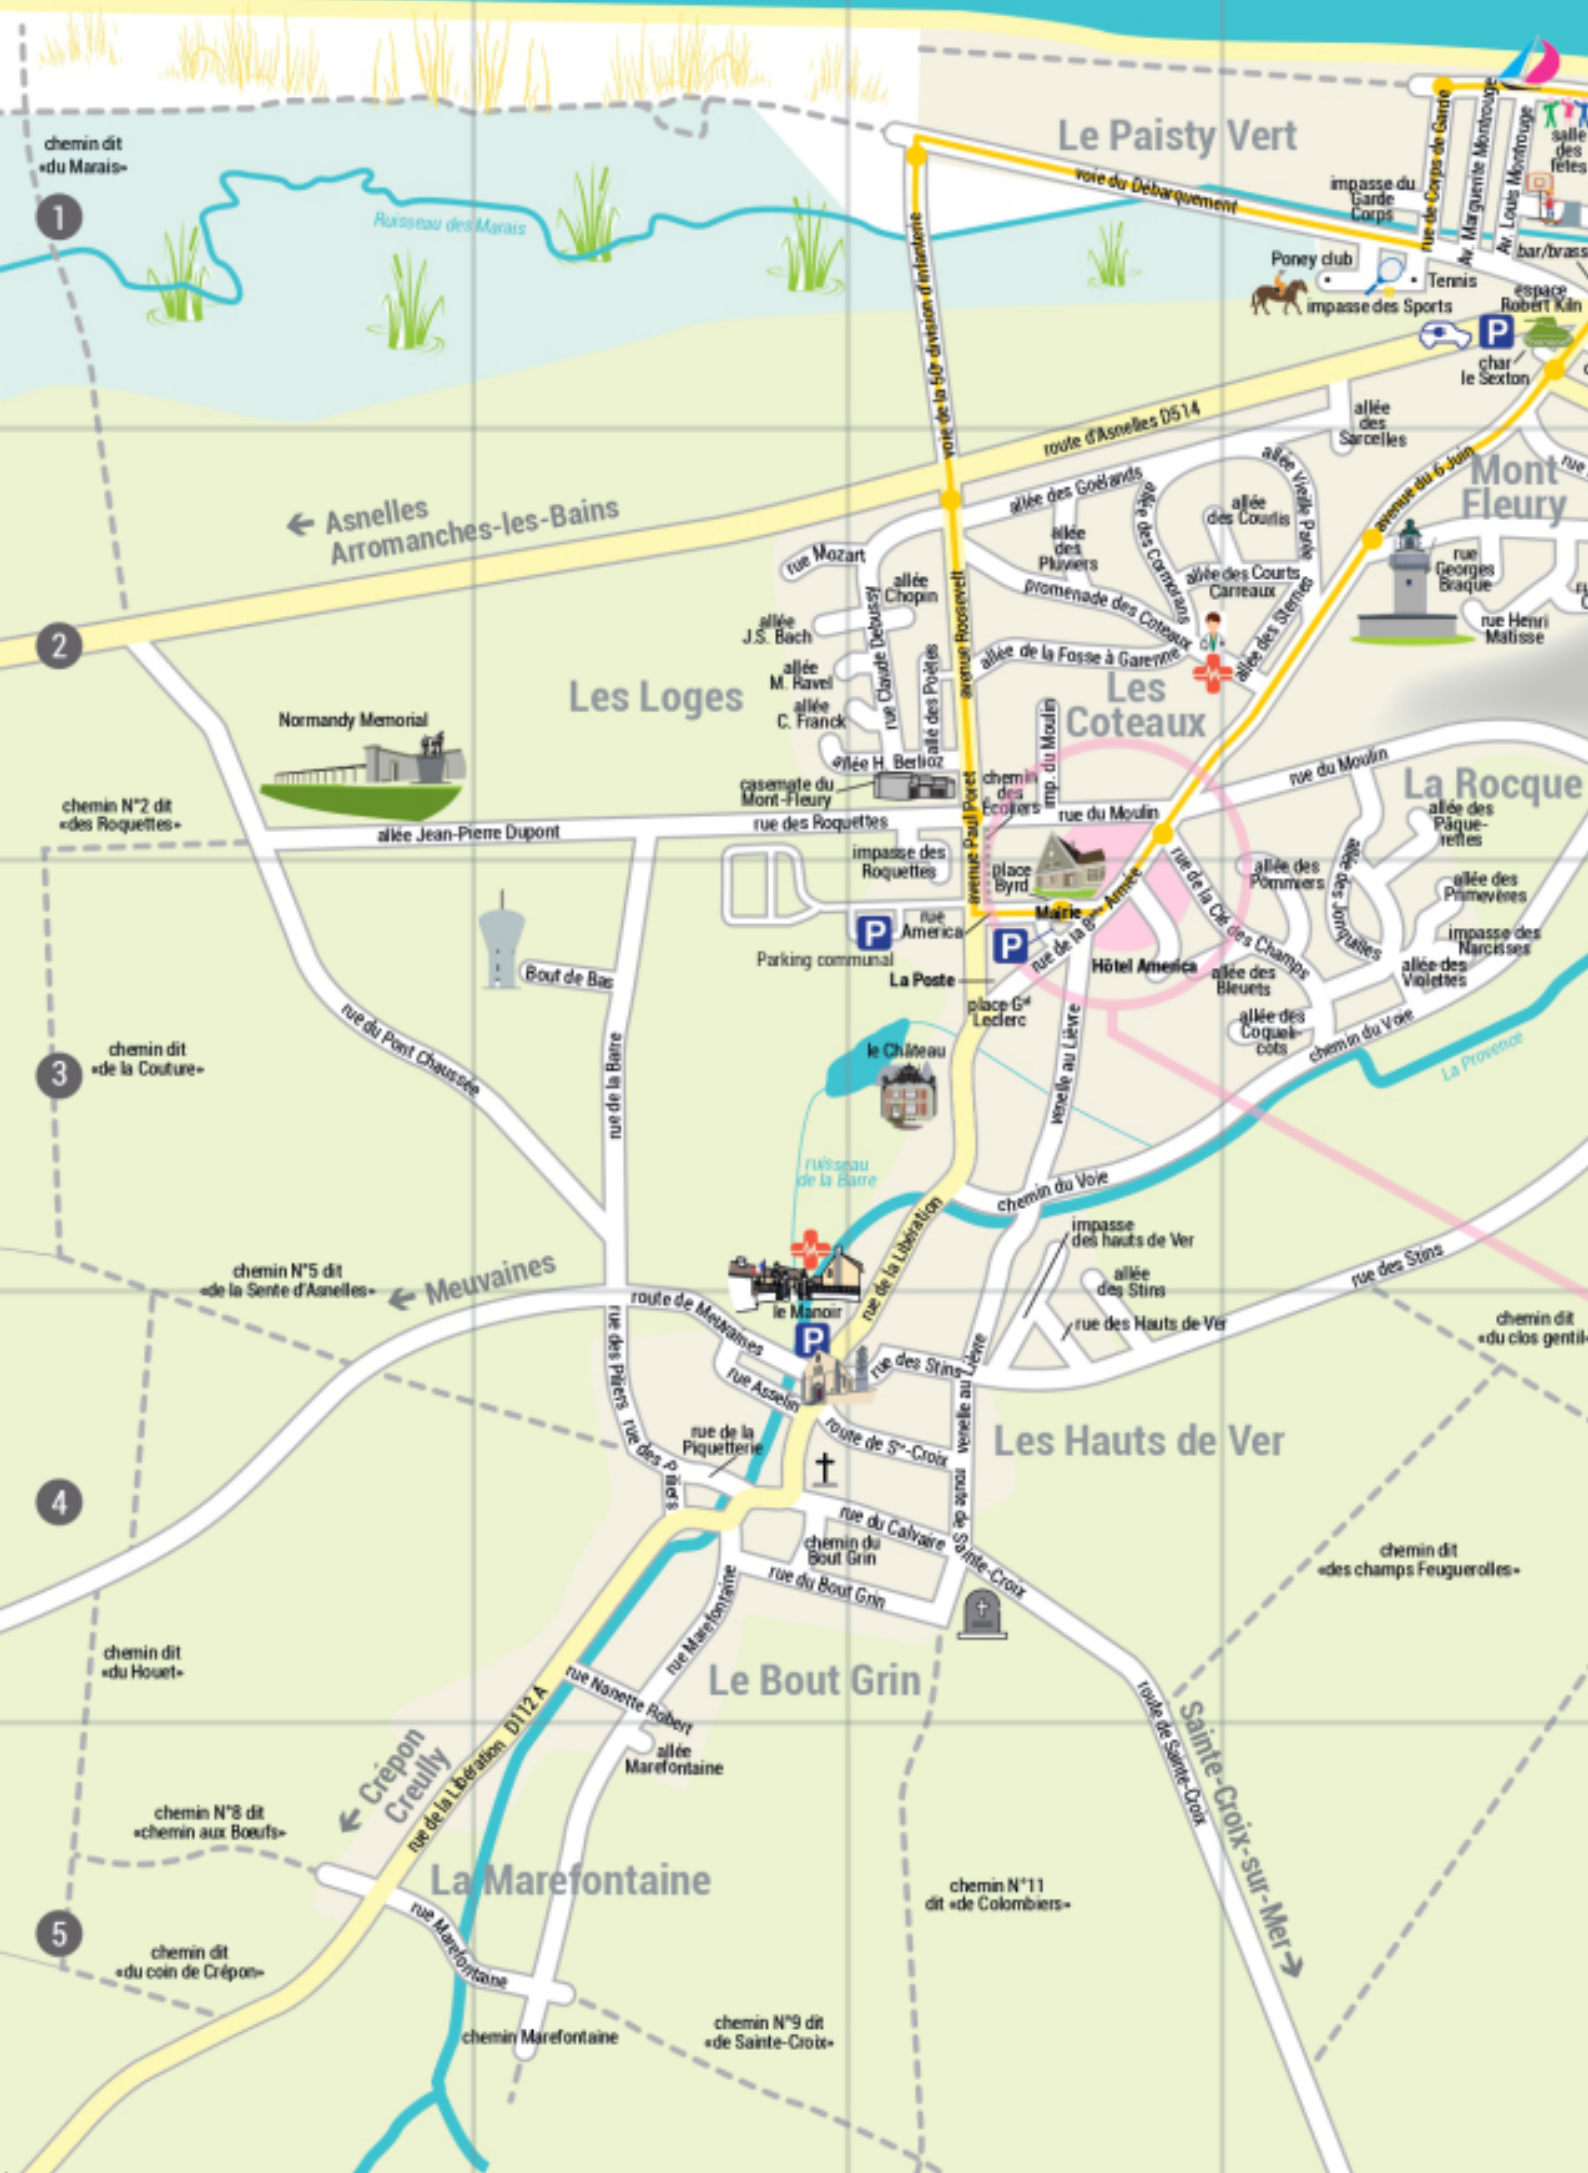 chemin dit
«du Marais»
1
Ruisseau des Marais
Le Paisty Vert
voie du Débarquement
impasse du
Garde
Corps
rue de Corps de Garde
Av. Marguerite Montrouge
Av. Louis Montrouge
salle
des
fêtes
bar/brass
Poney club
Tennis
impasse des Sports
espace
Robert Kiln
P
char
le Sexton
voie de la 50e division d'infanterie
route d'Asnelles D514
allée
des
Sarcelles
avenue du 6 Juin
Mont
Fleury
rue
← Asnelles
Arromanches-les-Bains
allée des Goélands
allée Vieille Parée
allée
des Courlis
allée des Cormorans
allée
des
Pluviers
allée des Courts
Carreaux
promenade des Coteaux
allée des Sternes
allée de la Fosse à Garenne
rue
Georges
Braque
rue Henri
Matisse
rue Mozart
allée
Chopin
rue Claude Debussy
allée
J.S. Bach
allée
M. Ravel
allée
C. Franck
allé des Poètes
avenue Roosevelt
allée H. Berlioz
2
Les Loges
Les
Coteaux
Normandy Memorial
casemate du
Mont-Fleury
chemin
des
Écoliers
imp. du Moulin
rue du Moulin
rue du Moulin
La Rocque
chemin N°2 dit
«des Roquettes»
allée Jean-Pierre Dupont
rue des Roquettes
avenue Paul Poret
impasse des
Roquettes
place
Byrd
Mairie
rue
America
P
P
Parking communal
rue de la 8ème Armée
Hôtel America
La Poste
place Gal
Leclerc
rue de la Clé des Champs
allée des
Pommiers
allée des Jonquilles
allée des
Pâque-
rettes
allée des
Primevères
impasse des
Narcisses
allée des
Violettes
allée des
Bleuets
allée des
Coqueli-
cots
chemin du Voie
La Provence
Bout de Bas
rue du Pont Chaussée
rue de la Barre
3
chemin dit
«de la Couture»
le Château
venelle au Lièvre
ruisseau
de la Barre
chemin du Voie
rue de la Libération
impasse
des hauts de Ver
allée
des Stins
rue des Hauts de Ver
rue des Stins
chemin N°5 dit
«de la Sente d'Asnelles»
← Meuvaines
route de Meuvaines
le Manoir
P
chemin dit
«du clos gentil»
rue des Piliers
rue Asselin
rue des Stins
venelle au Lièvre
Les Hauts de Ver
rue des Piliers
rue de la
Piquetterie
route de Ste-Croix
4
rue du Calvaire
chemin du
Bout Grin
rue du Bout Grin
route de Sainte-Croix
chemin dit
«des champs Feuguerolles»
chemin dit
«du Houet»
rue Marefontaine
Le Bout Grin
rue Nanette Robert
allée
Marefontaine
route de Sainte-Croix
Sainte-Croix-sur-Mer →
← Crépon
Creully
rue de la Libération D112 A
chemin N°8 dit
«chemin aux Bœufs»
La Marefontaine
chemin N°11
dit «de Colombiers»
5
rue Marefontaine
chemin dit
«du coin de Crépon»
chemin Marefontaine
chemin N°9 dit
«de Sainte-Croix»